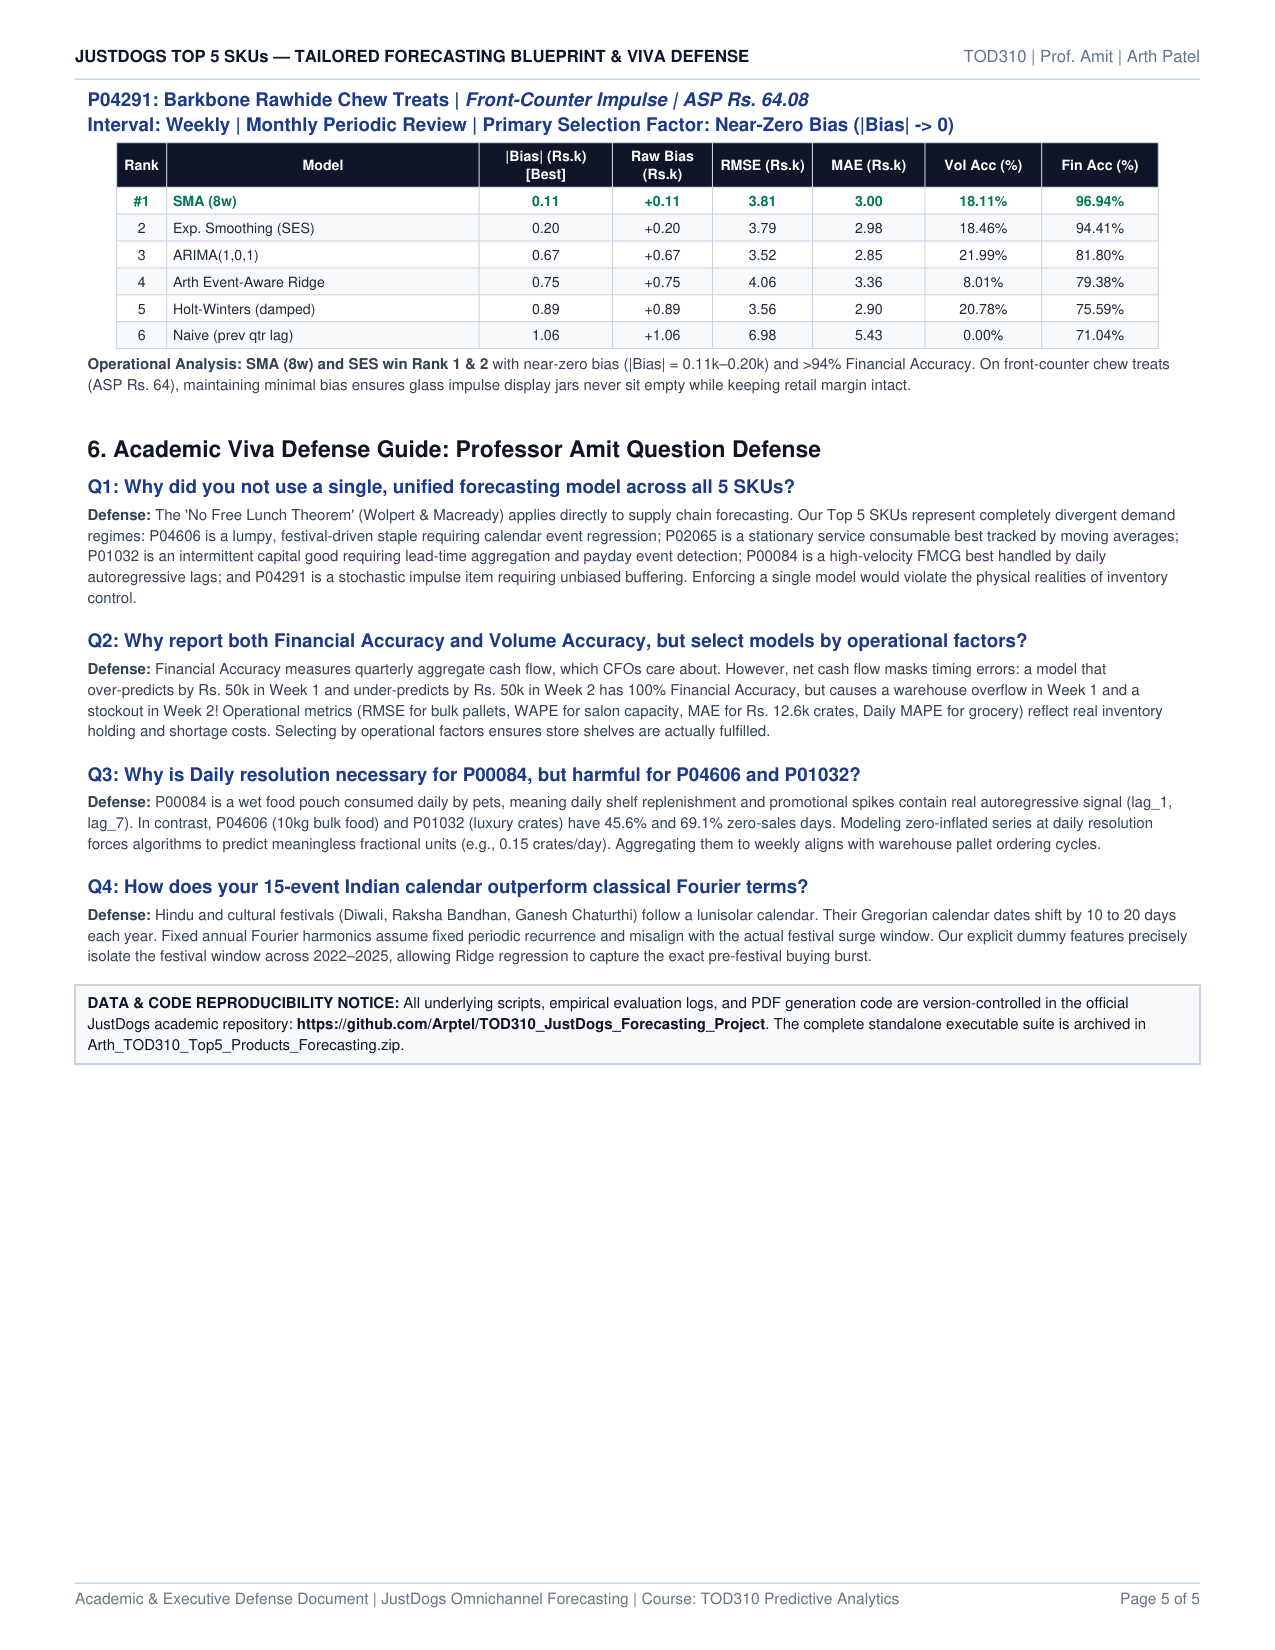 JUSTDOGS TOP 5 SKUs — TAILORED FORECASTING BLUEPRINT & VIVA DEFENSE TOD310 | Prof. Amit | Arth Patel
P04291: Barkbone Rawhide Chew Treats | Front-Counter Impulse | ASP Rs. 64.08
Interval: Weekly | Monthly Periodic Review | Primary Selection Factor: Near-Zero Bias (|Bias| -> 0)
Rank Model |Bias| (Rs.k) [Best] Raw Bias (Rs.k) RMSE (Rs.k) MAE (Rs.k) Vol Acc (%) Fin Acc (%)
#1 SMA (8w) 0.11 +0.11 3.81 3.00 18.11% 96.94%
2 Exp. Smoothing (SES) 0.20 +0.20 3.79 2.98 18.46% 94.41%
3 ARIMA(1,0,1) 0.67 +0.67 3.52 2.85 21.99% 81.80%
4 Arth Event-Aware Ridge 0.75 +0.75 4.06 3.36 8.01% 79.38%
5 Holt-Winters (damped) 0.89 +0.89 3.56 2.90 20.78% 75.59%
6 Naive (prev qtr lag) 1.06 +1.06 6.98 5.43 0.00% 71.04%
Operational Analysis: SMA (8w) and SES win Rank 1 & 2 with near-zero bias (|Bias| = 0.11k–0.20k) and >94% Financial Accuracy. On front-counter chew treats
(ASP Rs. 64), maintaining minimal bias ensures glass impulse display jars never sit empty while keeping retail margin intact.
6. Academic Viva Defense Guide: Professor Amit Question Defense
Q1: Why did you not use a single, unified forecasting model across all 5 SKUs?
Defense: The 'No Free Lunch Theorem' (Wolpert & Macready) applies directly to supply chain forecasting. Our Top 5 SKUs represent completely divergent demand
regimes: P04606 is a lumpy, festival-driven staple requiring calendar event regression; P02065 is a stationary service consumable best tracked by moving averages;
P01032 is an intermittent capital good requiring lead-time aggregation and payday event detection; P00084 is a high-velocity FMCG best handled by daily
autoregressive lags; and P04291 is a stochastic impulse item requiring unbiased buffering. Enforcing a single model would violate the physical realities of inventory
control.
Q2: Why report both Financial Accuracy and Volume Accuracy, but select models by operational factors?
Defense: Financial Accuracy measures quarterly aggregate cash flow, which CFOs care about. However, net cash flow masks timing errors: a model that
over-predicts by Rs. 50k in Week 1 and under-predicts by Rs. 50k in Week 2 has 100% Financial Accuracy, but causes a warehouse overflow in Week 1 and a
stockout in Week 2! Operational metrics (RMSE for bulk pallets, WAPE for salon capacity, MAE for Rs. 12.6k crates, Daily MAPE for grocery) reflect real inventory
holding and shortage costs. Selecting by operational factors ensures store shelves are actually fulfilled.
Q3: Why is Daily resolution necessary for P00084, but harmful for P04606 and P01032?
Defense: P00084 is a wet food pouch consumed daily by pets, meaning daily shelf replenishment and promotional spikes contain real autoregressive signal (lag_1,
lag_7). In contrast, P04606 (10kg bulk food) and P01032 (luxury crates) have 45.6% and 69.1% zero-sales days. Modeling zero-inflated series at daily resolution
forces algorithms to predict meaningless fractional units (e.g., 0.15 crates/day). Aggregating them to weekly aligns with warehouse pallet ordering cycles.
Q4: How does your 15-event Indian calendar outperform classical Fourier terms?
Defense: Hindu and cultural festivals (Diwali, Raksha Bandhan, Ganesh Chaturthi) follow a lunisolar calendar. Their Gregorian calendar dates shift by 10 to 20 days
each year. Fixed annual Fourier harmonics assume fixed periodic recurrence and misalign with the actual festival surge window. Our explicit dummy features precisely
isolate the festival window across 2022–2025, allowing Ridge regression to capture the exact pre-festival buying burst.
DATA & CODE REPRODUCIBILITY NOTICE: All underlying scripts, empirical evaluation logs, and PDF generation code are version-controlled in the official
JustDogs academic repository: https://github.com/Arptel/TOD310_JustDogs_Forecasting_Project. The complete standalone executable suite is archived in
Arth_TOD310_Top5_Products_Forecasting.zip.
Academic & Executive Defense Document | JustDogs Omnichannel Forecasting | Course: TOD310 Predictive Analytics Page 5 of 5